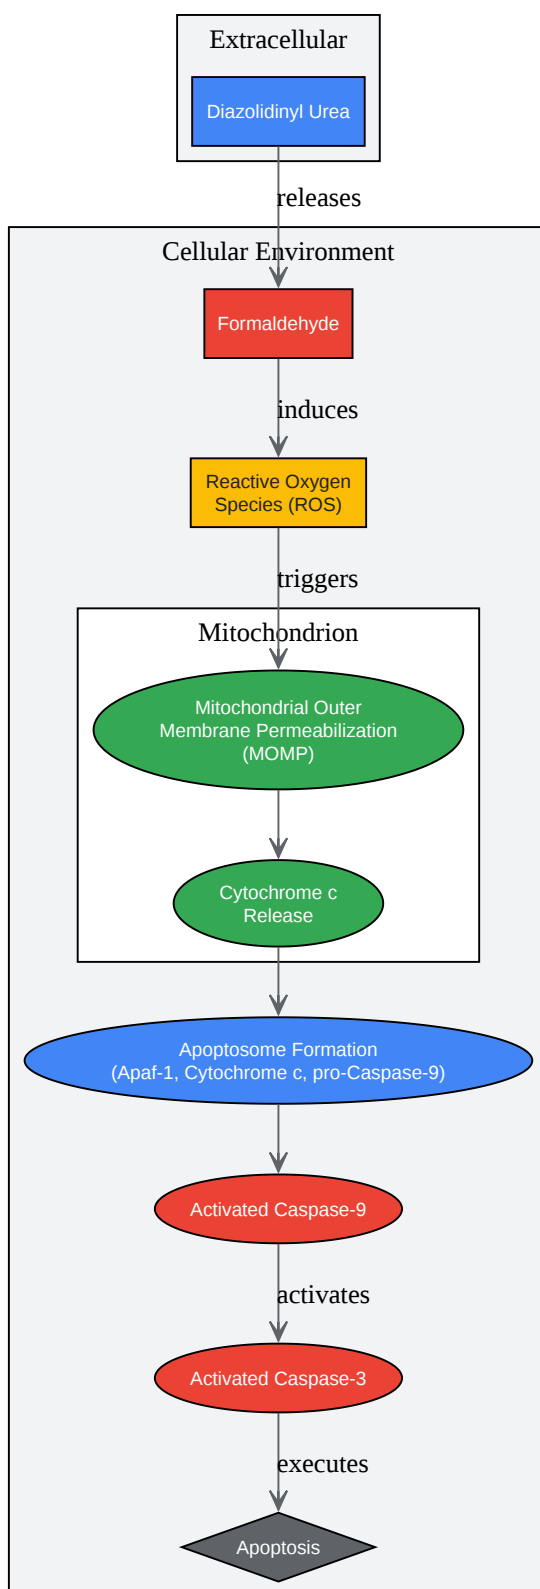 Extracellular
Diazolidinyl Urea
releases
Cellular Environment
Formaldehyde
induces
Reactive Oxygen
Species (ROS)
triggers
Mitochondrion
Mitochondrial Outer
Membrane Permeabilization
(MOMP)
Cytochrome c
Release
Apoptosome Formation
(Apaf-1, Cytochrome c, pro-Caspase-9)
Activated Caspase-9
activates
Activated Caspase-3
executes
Apoptosis